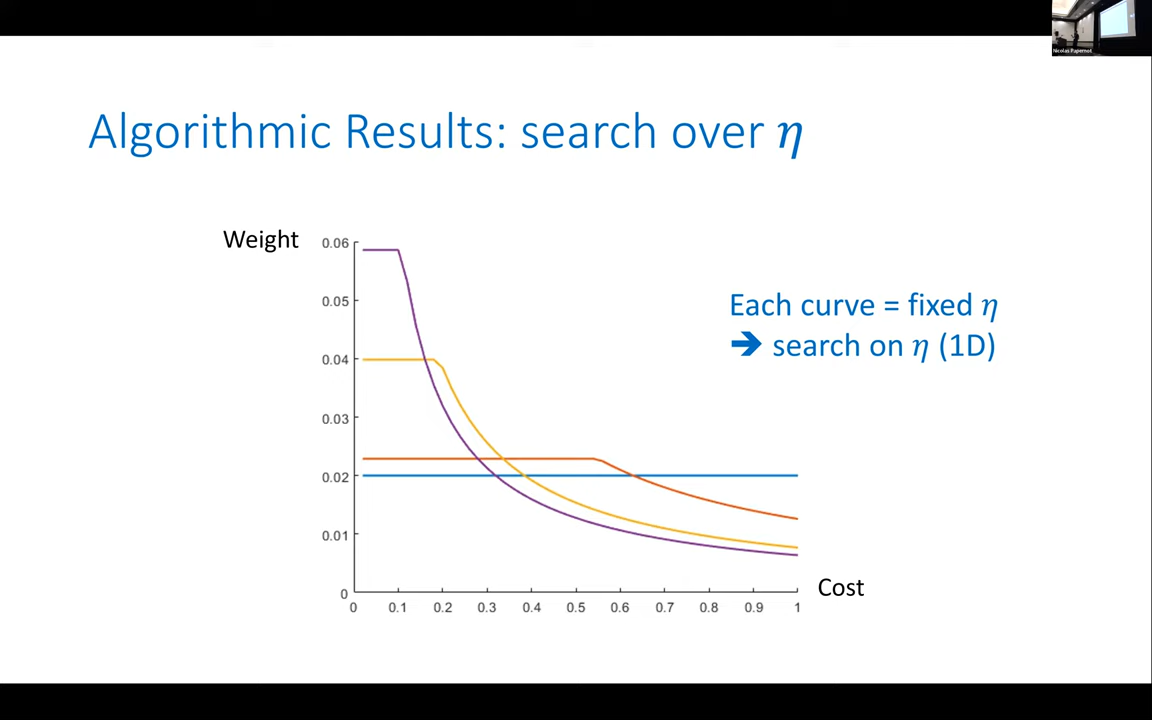 Nicolas Papernot
Algorithmic Results: search over η
Weight
0.06
0.05
0.04
0.03
0.02
0.01
0
0 0.1 0.2 0.3 0.4 0.5 0.6 0.7 0.8 0.9 1
Cost
Each curve = fixed η
➔ search on η (1D)